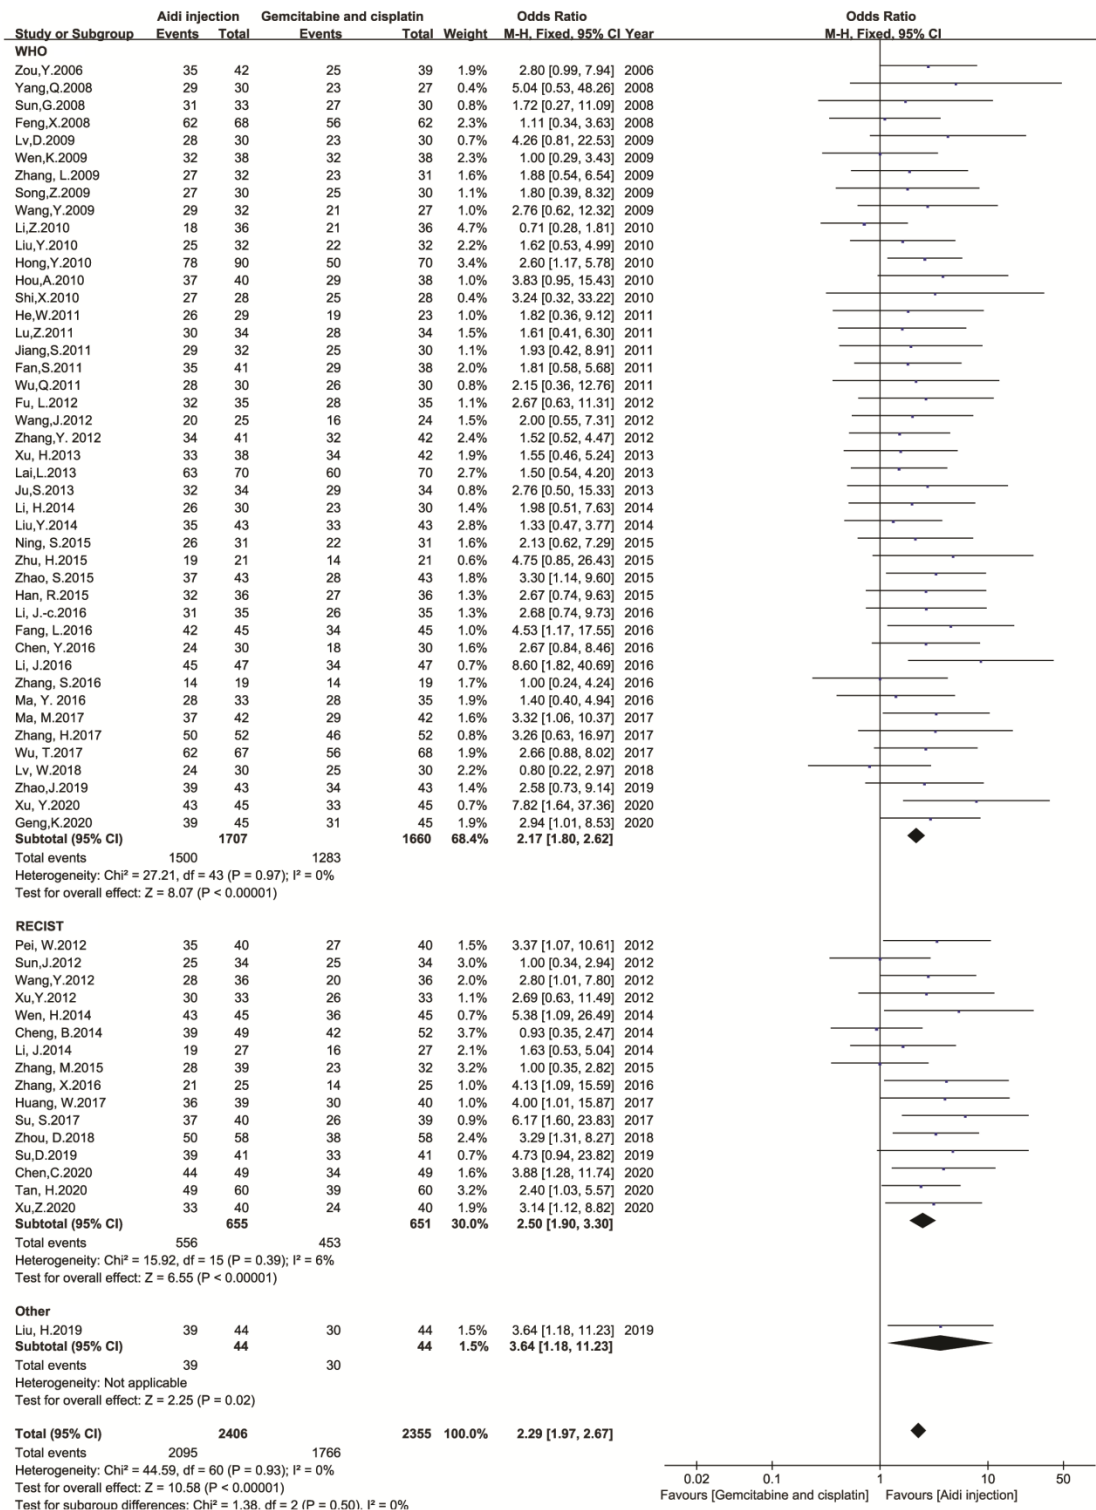 Aidi injection Gemcitabine and cisplatin Odds Ratio Odds Ratio
Study or Subgroup Events Total Events Total Weight M-H, Fixed, 95% CI Year M-H, Fixed, 95% CI
WHO
Zou,Y.2006 35 42 25 39 1.9% 2.80 [0.99, 7.94] 2006
Yang,Q.2008 29 30 23 27 0.4% 5.04 [0.53, 48.26] 2008
Sun,G.2008 31 33 27 30 0.9% 1.72 [0.27, 11.09] 2008
Feng,X.2008 62 68 56 62 2.3% 1.11 [0.34, 3.63] 2008
Lv,D.2009 28 30 23 30 0.7% 4.26 [0.81, 22.53] 2009
Wen,K.2009 32 38 32 38 2.3% 1.00 [0.29, 3.43] 2009
Zhang, L.2009 27 32 23 31 1.6% 1.88 [0.54, 6.54] 2009
Song,Z.2009 27 30 25 30 1.1% 1.80 [0.39, 8.32] 2009
Wang,Y.2009 29 32 21 27 1.0% 2.76 [0.62, 12.32] 2009
Li,Z.2010 18 36 21 36 4.7% 0.71 [0.28, 1.81] 2010
Liu,Y.2010 25 32 22 32 2.2% 1.62 [0.53, 4.99] 2010
Hong,Y.2010 78 90 50 70 3.4% 2.60 [1.17, 5.78] 2010
Hou,A.2010 37 40 29 38 1.0% 3.83 [0.95, 15.43] 2010
Shi,X.2010 27 28 25 28 0.4% 3.24 [0.32, 33.22] 2010
He,W.2011 26 29 19 23 1.0% 1.82 [0.36, 9.12] 2011
Lu,Z.2011 30 34 28 34 1.5% 1.61 [0.41, 6.30] 2011
Jiang,S.2011 29 32 25 30 1.1% 1.93 [0.42, 8.91] 2011
Fan,S.2011 35 41 29 38 2.0% 1.81 [0.58, 5.68] 2011
Wu,Q.2011 28 30 26 30 0.8% 2.15 [0.36, 12.76] 2011
Fu, L.2012 32 35 28 35 1.1% 2.67 [0.63, 11.31] 2012
Wang,J.2012 20 25 16 24 1.5% 2.00 [0.55, 7.31] 2012
Zhang,Y. 2012 34 41 32 42 2.4% 1.52 [0.52, 4.47] 2012
Xu, H.2013 33 38 34 42 1.9% 1.55 [0.46, 5.24] 2013
Lai,L.2013 63 70 60 70 2.7% 1.50 [0.54, 4.20] 2013
Ju,S.2013 32 34 29 34 0.8% 2.76 [0.50, 15.33] 2013
Li, H.2014 26 30 23 30 1.4% 1.98 [0.51, 7.63] 2014
Liu,Y.2014 35 43 33 43 2.8% 1.33 [0.47, 3.77] 2014
Ning, S.2015 26 31 22 31 1.6% 2.13 [0.62, 7.29] 2015
Zhu, H.2015 19 21 14 21 0.6% 4.75 [0.85, 26.43] 2015
Zhao, S.2015 37 43 28 43 1.8% 3.30 [1.14, 9.60] 2015
Han, R.2015 32 36 27 36 1.3% 2.67 [0.74, 9.63] 2015
Li, J.-c.2016 31 35 26 35 1.3% 2.68 [0.74, 9.73] 2016
Fang, L.2016 42 45 34 45 1.0% 4.53 [1.17, 17.55] 2016
Chen, Y.2016 24 30 18 30 1.6% 2.67 [0.84, 8.46] 2016
Li, J.2016 45 47 34 47 0.7% 8.60 [1.82, 40.69] 2016
Zhang, S.2016 14 19 14 19 1.7% 1.00 [0.24, 4.24] 2016
Ma, Y. 2016 28 33 28 35 1.9% 1.40 [0.40, 4.94] 2016
Ma, M.2017 37 42 29 42 1.6% 3.32 [1.06, 10.37] 2017
Zhang, H.2017 50 52 46 52 0.8% 3.26 [0.63, 16.97] 2017
Wu, T.2017 62 67 56 68 1.9% 2.66 [0.88, 8.02] 2017
Lv, W.2018 24 30 25 30 2.2% 0.80 [0.22, 2.97] 2018
Zhao,J.2019 39 43 34 43 1.4% 2.58 [0.73, 9.14] 2019
Xu, Y.2020 43 45 33 45 0.7% 7.82 [1.64, 37.36] 2020
Geng,K.2020 39 45 31 45 1.9% 2.94 [1.01, 8.53] 2020
Subtotal (95% CI) 1707 1660 68.4% 2.17 [1.80, 2.62]
Total events 1500 1283
Heterogeneity: Chi² = 27.21, df = 43 (P = 0.97); I² = 0%
Test for overall effect: Z = 8.07 (P < 0.00001)
RECIST
Pei, W.2012 35 40 27 40 1.5% 3.37 [1.07, 10.61] 2012
Sun,J.2012 25 34 25 34 3.0% 1.00 [0.34, 2.94] 2012
Wang,Y.2012 28 36 20 36 2.0% 2.80 [1.01, 7.80] 2012
Xu,Y.2012 30 33 26 33 1.1% 2.69 [0.63, 11.49] 2012
Wen, H.2014 43 45 36 45 0.7% 5.38 [1.09, 26.49] 2014
Cheng, B.2014 39 49 42 52 3.7% 0.93 [0.35, 2.47] 2014
Li, J.2014 19 27 16 27 2.1% 1.63 [0.53, 5.04] 2014
Zhang, M.2015 28 39 23 32 3.2% 1.00 [0.35, 2.82] 2015
Zhang, X.2016 21 25 14 25 1.0% 4.13 [1.09, 15.59] 2016
Huang, W.2017 36 39 30 40 1.0% 4.00 [1.01, 15.87] 2017
Su, S.2017 37 40 26 39 0.9% 6.17 [1.60, 23.83] 2017
Zhou, D.2018 50 58 38 58 2.4% 3.29 [1.31, 8.27] 2018
Su,D.2019 39 41 33 41 0.7% 4.73 [0.94, 23.82] 2019
Chen,C.2020 44 49 34 49 1.6% 3.88 [1.28, 11.74] 2020
Tan, H.2020 49 60 39 60 3.2% 2.40 [1.03, 5.57] 2020
Xu,Z.2020 33 40 24 40 1.9% 3.14 [1.12, 8.82] 2020
Subtotal (95% CI) 655 651 30.0% 2.50 [1.90, 3.30]
Total events 556 453
Heterogeneity: Chi² = 15.92, df = 15 (P = 0.39); I² = 6%
Test for overall effect: Z = 6.55 (P < 0.00001)
Other
Liu, H.2019 39 44 30 44 1.5% 3.64 [1.18, 11.23] 2019
Subtotal (95% CI) 44 44 1.5% 3.64 [1.18, 11.23]
Total events 39 30
Heterogeneity: Not applicable
Test for overall effect: Z = 2.25 (P = 0.02)
Total (95% CI) 2406 2355 100.0% 2.29 [1.97, 2.67]
Total events 2095 1766
Heterogeneity: Chi² = 44.59, df = 60 (P = 0.93); I² = 0%
Test for overall effect: Z = 10.58 (P < 0.00001)
Test for subgroup differences: Chi² = 1.38, df = 2 (P = 0.50), I² = 0%
0.02 0.1 1 10 50
Favours [Gemcitabine and cisplatin] Favours [Aidi injection]